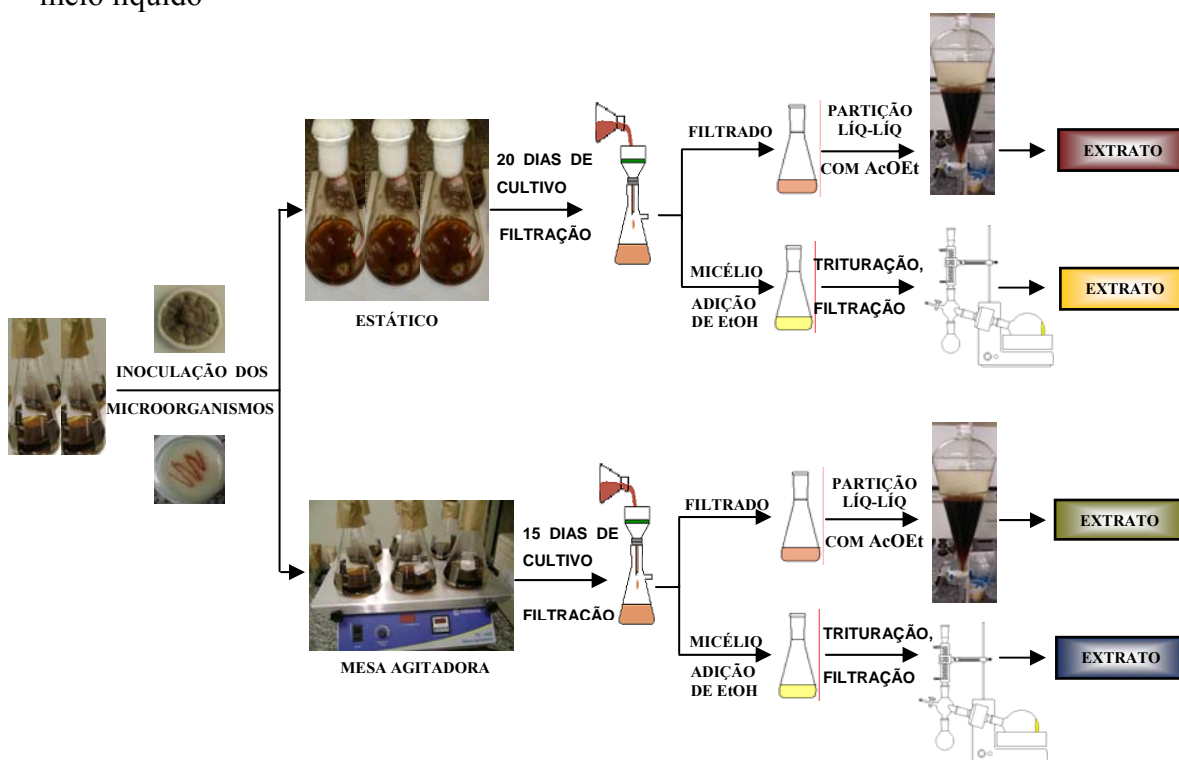 meio líquido
INOCULAÇÃO DOS
MICROORGANISMOS
ESTÁTICO
20 DIAS DE
CULTIVO
FILTRAÇÃO
FILTRADO
PARTIÇÃO
LÍQ-LÍQ
COM AcOEt
EXTRATO
MICÉLIO
ADIÇÃO
DE EtOH
TRITURAÇÃO,
FILTRAÇÃO
EXTRATO
MESA AGITADORA
15 DIAS DE
CULTIVO
FILTRAÇÃO
FILTRADO
PARTIÇÃO
LÍQ-LÍQ
COM AcOEt
EXTRATO
MICÉLIO
ADIÇÃO
DE EtOH
TRITURAÇÃO,
FILTRAÇÃO
EXTRATO